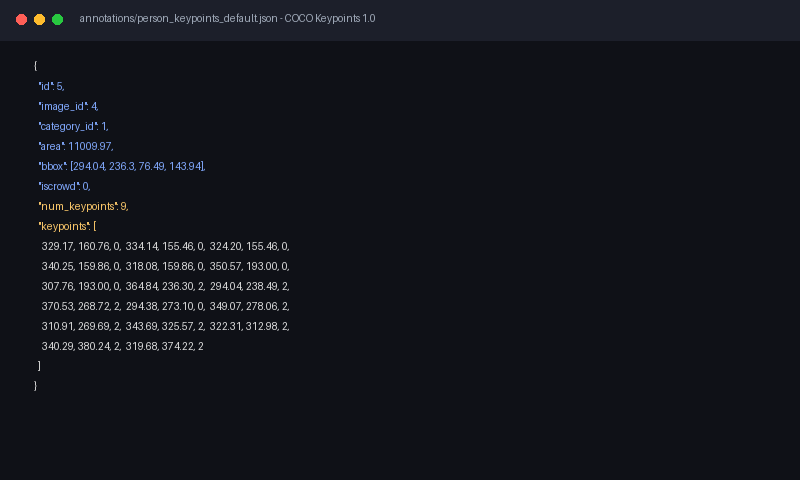 annotations/person_keypoints_default.json - COCO Keypoints 1.0
{
"id": 5,
"image_id": 4,
"category_id": 1,
"area": 11009.97,
"bbox": [294.04, 236.3, 76.49, 143.94],
"iscrowd": 0,
"num_keypoints": 9,
"keypoints": [
329.17, 160.76, 0, 334.14, 155.46, 0, 324.20, 155.46, 0,
340.25, 159.86, 0, 318.08, 159.86, 0, 350.57, 193.00, 0,
307.76, 193.00, 0, 364.84, 236.30, 2, 294.04, 238.49, 2,
370.53, 268.72, 2, 294.38, 273.10, 0, 349.07, 278.06, 2,
310.91, 269.69, 2, 343.69, 325.57, 2, 322.31, 312.98, 2,
340.29, 380.24, 2, 319.68, 374.22, 2
]
}